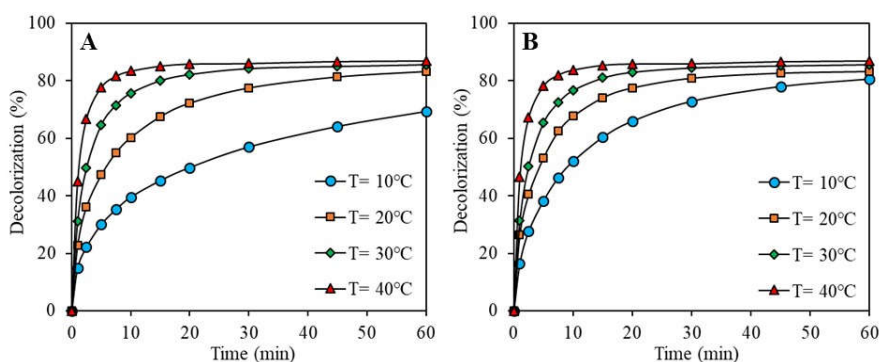 A
100
80
60
40
20
0
Decolorization (%)
T= 10°C
T= 20°C
T= 30°C
T= 40°C
0 10 20 30 40 50 60
Time (min)
B
100
80
60
40
20
0
Decolorization (%)
T= 10°C
T= 20°C
T= 30°C
T= 40°C
0 10 20 30 40 50 60
Time (min)